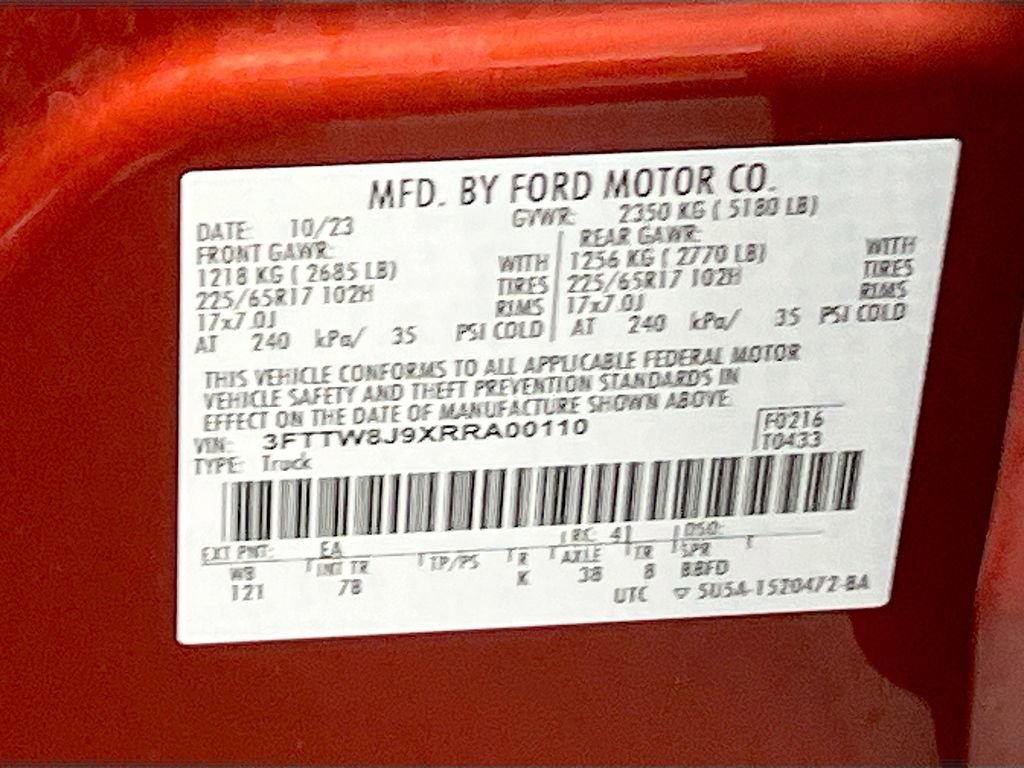 MFD. BY FORD MOTOR CO.
DATE: 10/23 GVWR: 2350 KG ( 5180 LB)
FRONT GAWR: REAR GAWR:
1218 KG ( 2685 LB) WITH 1256 KG ( 2770 LB) WITH
225/65R17 102H TIRES 225/65R17 102H TIRES
17x7.0J RIMS 17x7.0J RIMS
AT 240 kPa/ 35 PSI COLD AT 240 kPa/ 35 PSI COLD
THIS VEHICLE CONFORMS TO ALL APPLICABLE FEDERAL MOTOR
VEHICLE SAFETY AND THEFT PREVENTION STANDARDS IN
EFFECT ON THE DATE OF MANUFACTURE SHOWN ABOVE.
VIN: 3FTTW8J9XRRA00110 F0216
TYPE: Truck T0433
EXT PNT: EA RC: 41 DSO:
WB INT TR TP/PS R AXLE TR SPR
121 78 K 38 8 BBFD
UTC ▽ 5U5A-1520472-BA